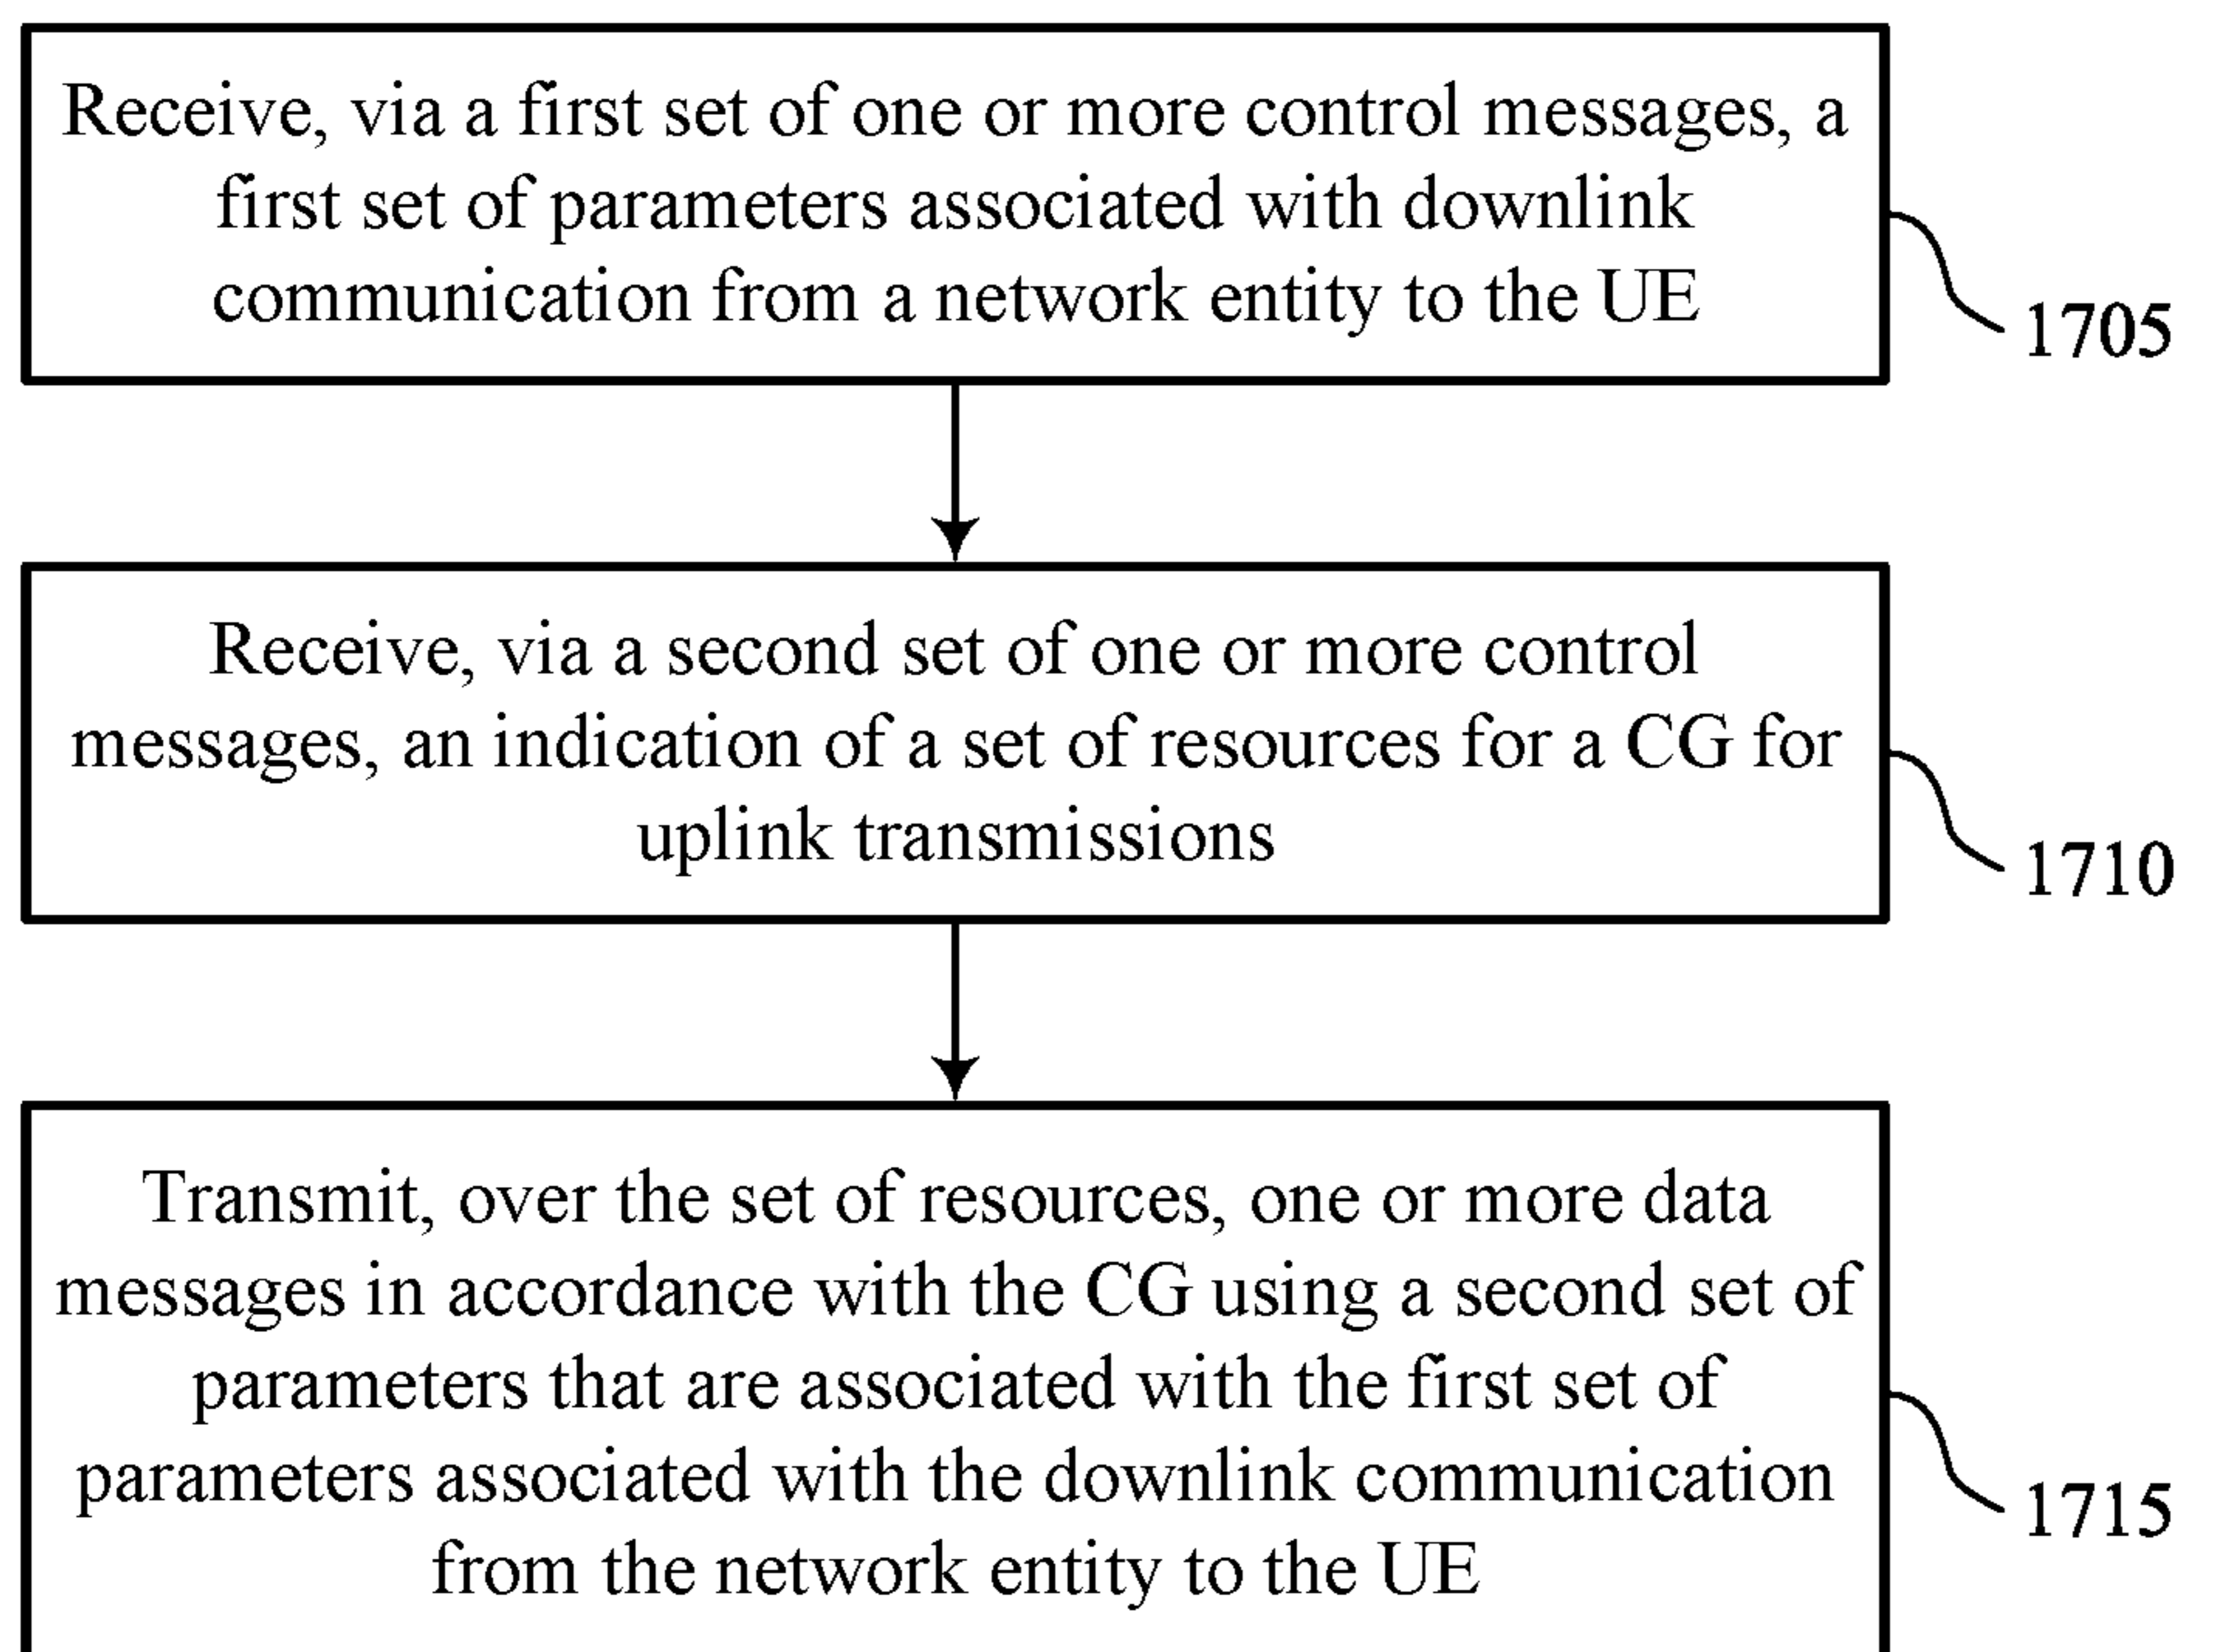 Receive, via a first set of one or more control messages, a
first set of parameters associated with downlink
communication from a network entity to the UE
1705
Receive, via a second set of one or more control
messages, an indication of a set of resources for a CG for
uplink transmissions
1710
Transmit, over the set of resources, one or more data
messages in accordance with the CG using a second set of
parameters that are associated with the first set of
parameters associated with the downlink communication
from the network entity to the UE
1715